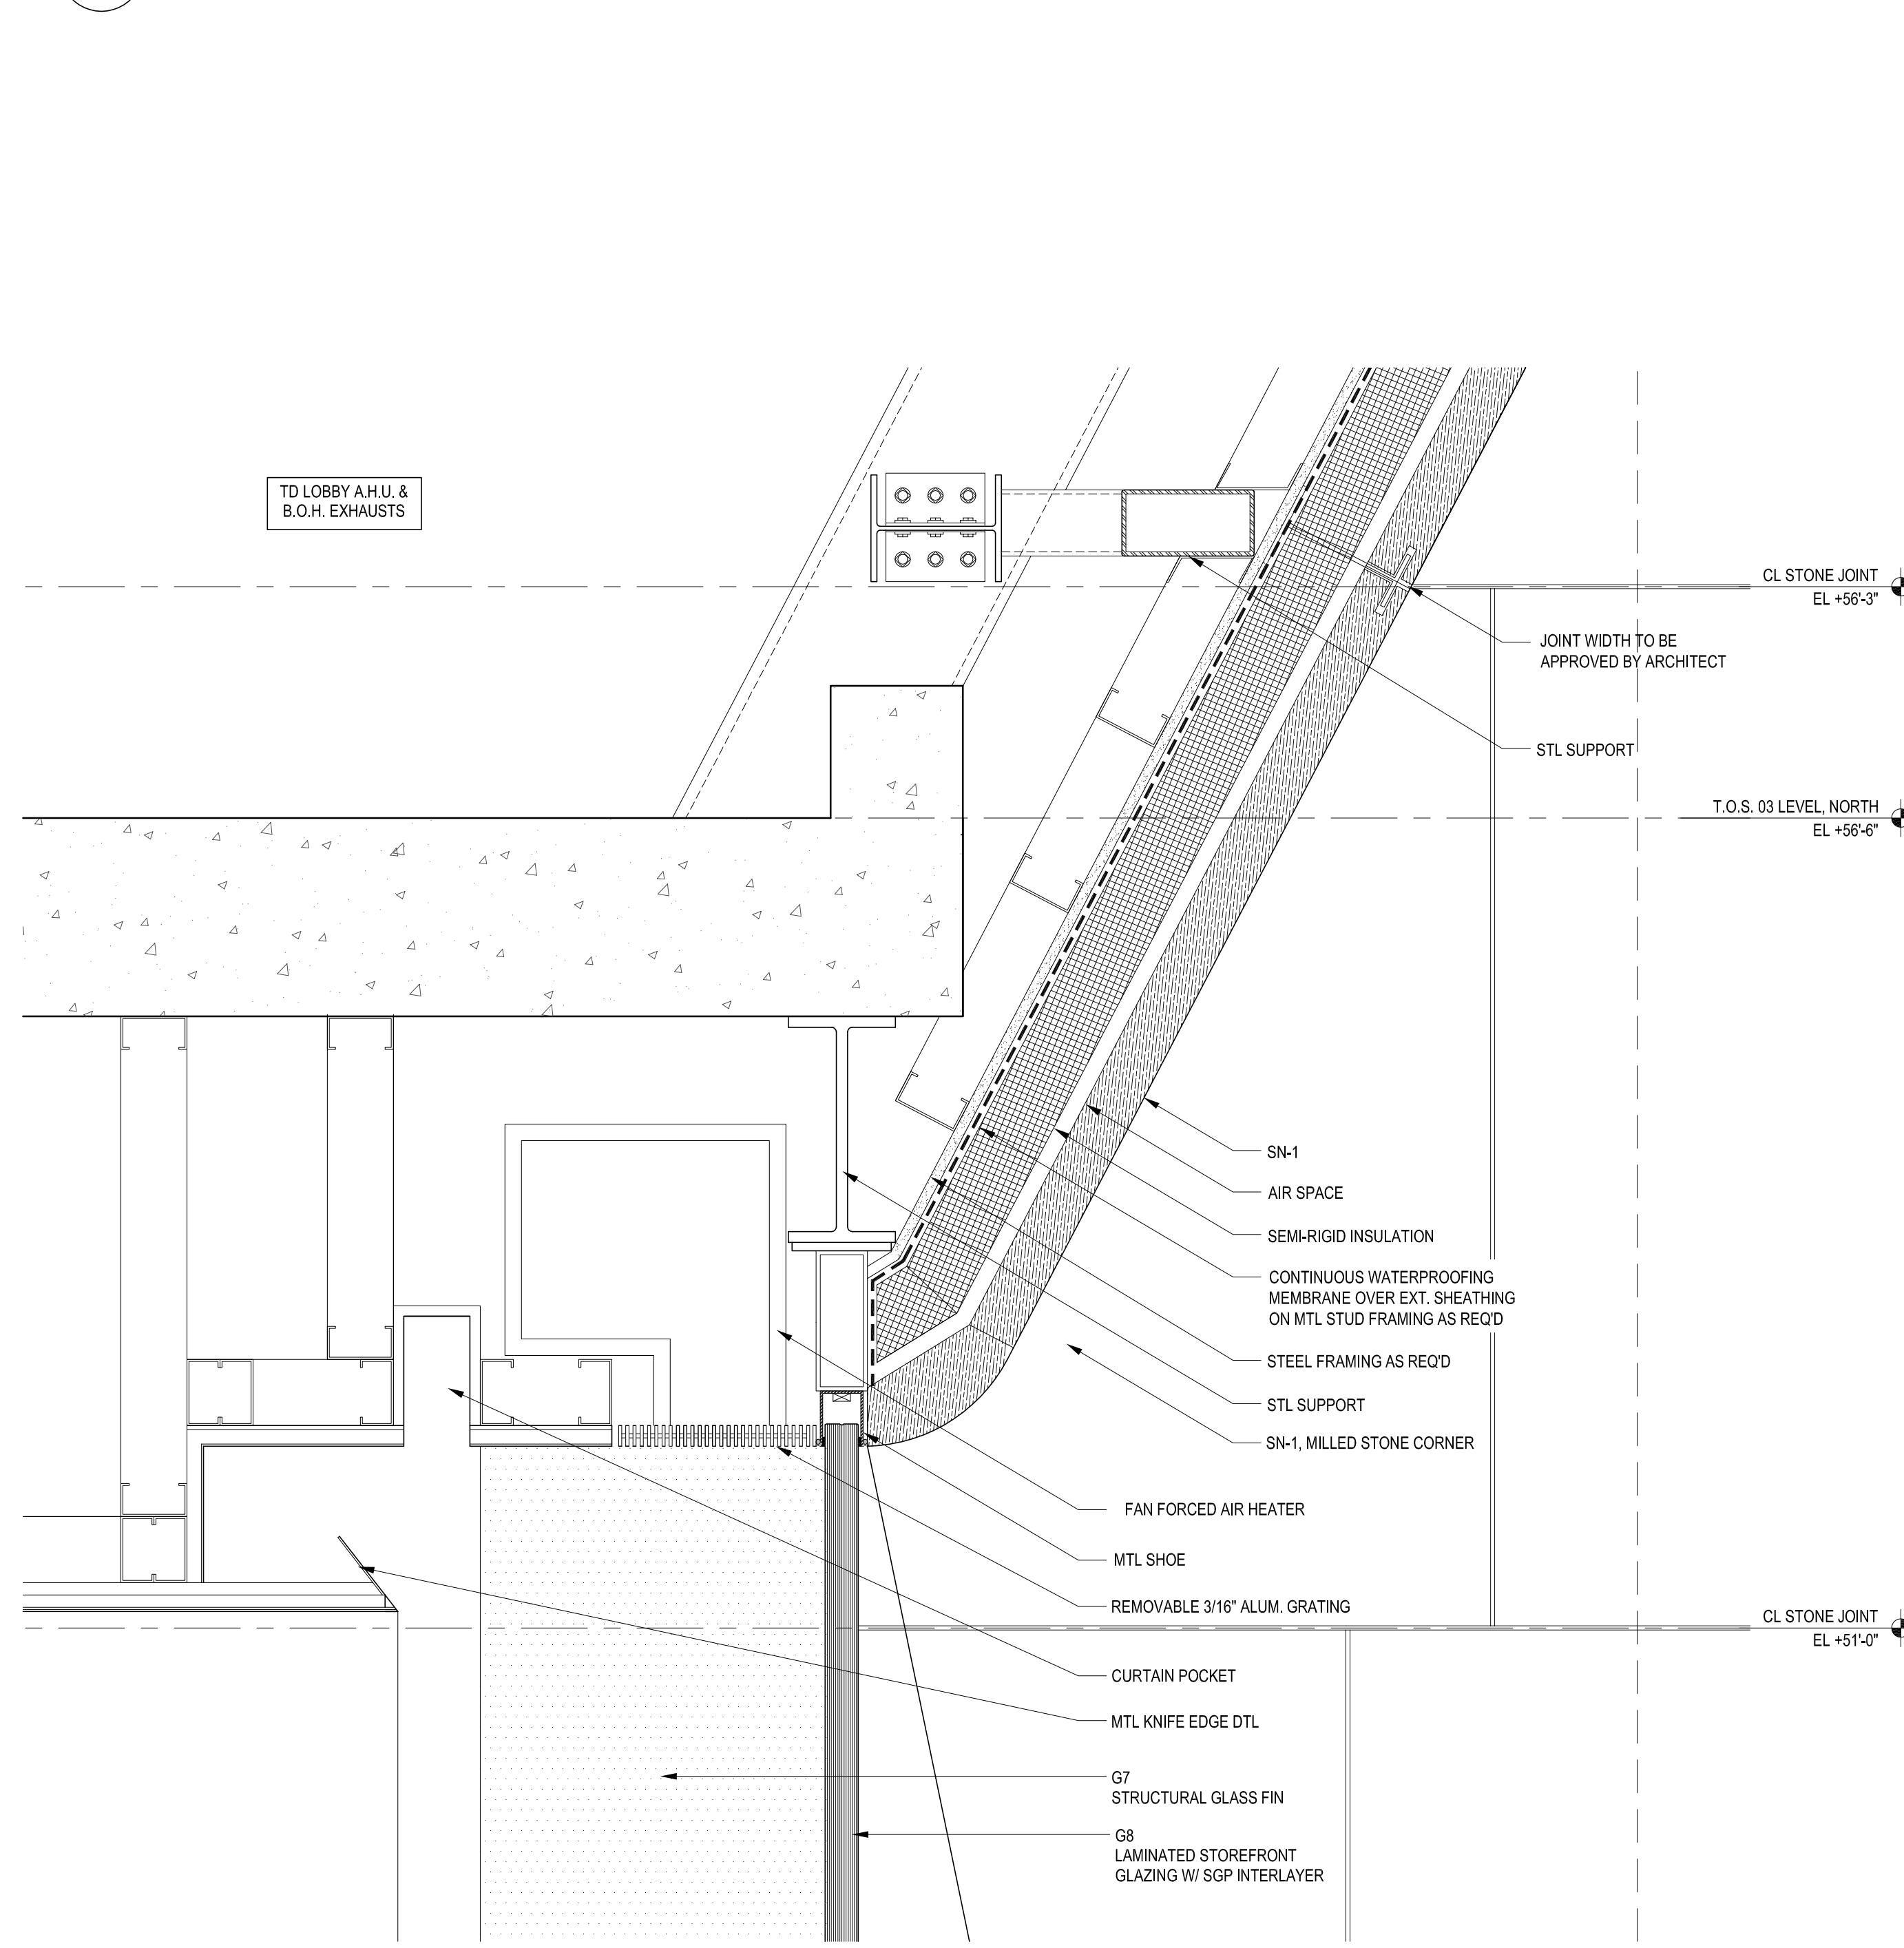 TD LOBBY A.H.U. &
B.O.H. EXHAUSTS
CL STONE JOINT
EL +56'-3"
JOINT WIDTH TO BE
APPROVED BY ARCHITECT
STL SUPPORT
T.O.S. 03 LEVEL, NORTH
EL +56'-6"
SN-1
AIR SPACE
SEMI-RIGID INSULATION
CONTINUOUS WATERPROOFING
MEMBRANE OVER EXT. SHEATHING
ON MTL STUD FRAMING AS REQ'D
STEEL FRAMING AS REQ'D
STL SUPPORT
SN-1, MILLED STONE CORNER
FAN FORCED AIR HEATER
MTL SHOE
REMOVABLE 3/16" ALUM. GRATING
CL STONE JOINT
EL +51'-0"
CURTAIN POCKET
MTL KNIFE EDGE DTL
G7
STRUCTURAL GLASS FIN
G8
LAMINATED STOREFRONT
GLAZING W/ SGP INTERLAYER